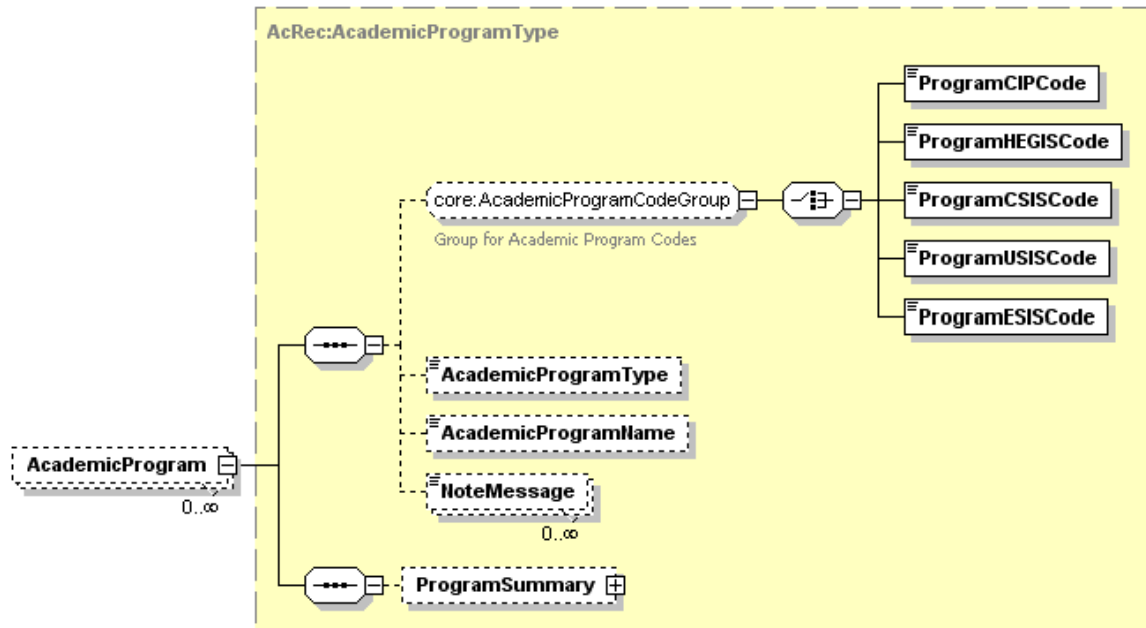 AcRec:AcademicProgramType
ProgramCIPCode
ProgramHEGISCode
core:AcademicProgramCodeGroup
ProgramCSISCode
Group for Academic Program Codes
ProgramUSISCode
ProgramESISCode
AcademicProgramType
AcademicProgramName
AcademicProgram
0..∞
NoteMessage
0..∞
ProgramSummary